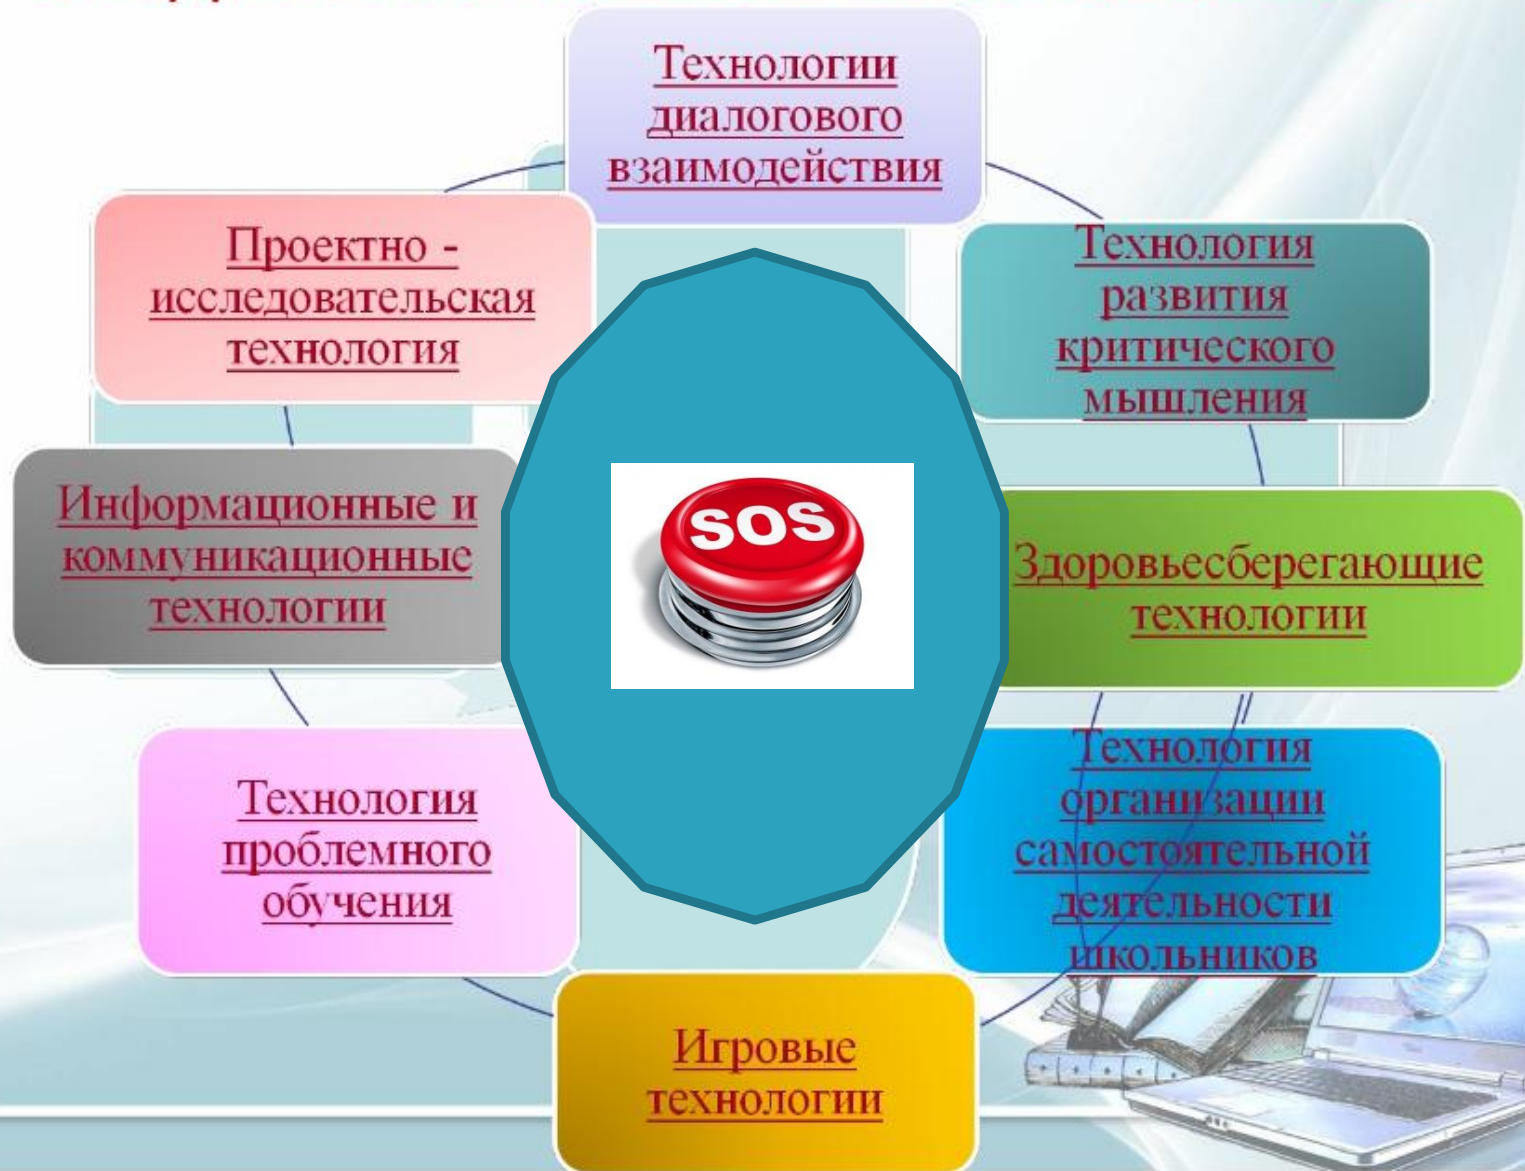 Технологии
диалогового
взаимодействия
Проектно -
исследовательская
технология
Технология
развития
критического
мышления
Информационные и
коммуникационные
технологии
SOS
Здоровьесберегающие
технологии
Технология
проблемного
обучения
Технология
организации
самостоятельной
деятельности
школьников
Игровые
технологии